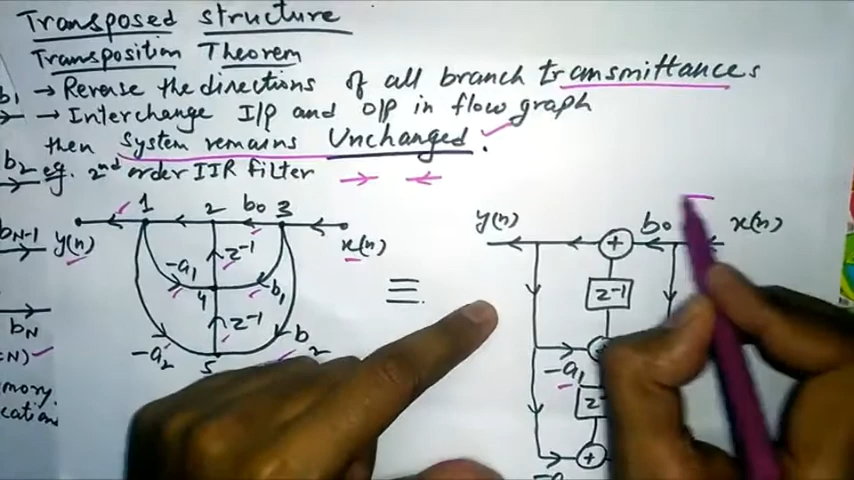 Transposed structure
Transposition Theorem
→ Reverse the directions of all branch transmittances
→ Interchange I/P and O/P in flow graph
then System remains Unchanged.
eg. 2nd order IIR Filter
b1
b2
bN-1
bN
1 2 b0 3
y(n) x(n)
z-1
-a1 4 b1
z-1
-a2 5 b2
≡
y(n) b0 x(n)
+
z-1
-a1
z
+